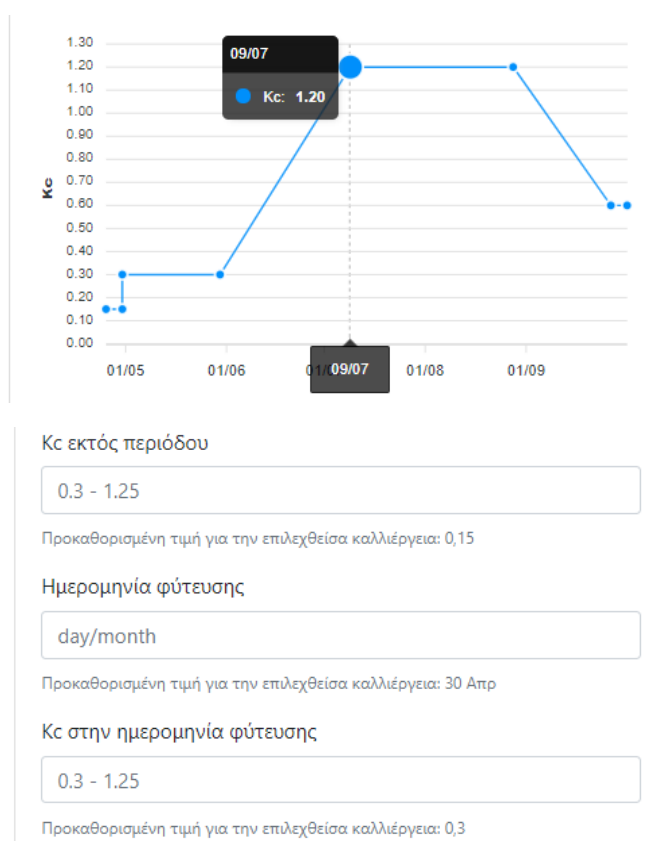 1.30
1.20
1.10
1.00
0.90
0.80
0.70
0.60
0.50
0.40
0.30
0.20
0.10
0.00
Kc
09/07
Kc: 1.20
01/05
01/06
09/07
01/08
01/09
Kc εκτός περιόδου
0.3 - 1.25
Προκαθορισμένη τιμή για την επιλεχθείσα καλλιέργεια: 0,15
Ημερομηνία φύτευσης
day/month
Προκαθορισμένη τιμή για την επιλεχθείσα καλλιέργεια: 30 Απρ
Kc στην ημερομηνία φύτευσης
0.3 - 1.25
Προκαθορισμένη τιμή για την επιλεχθείσα καλλιέργεια: 0,3